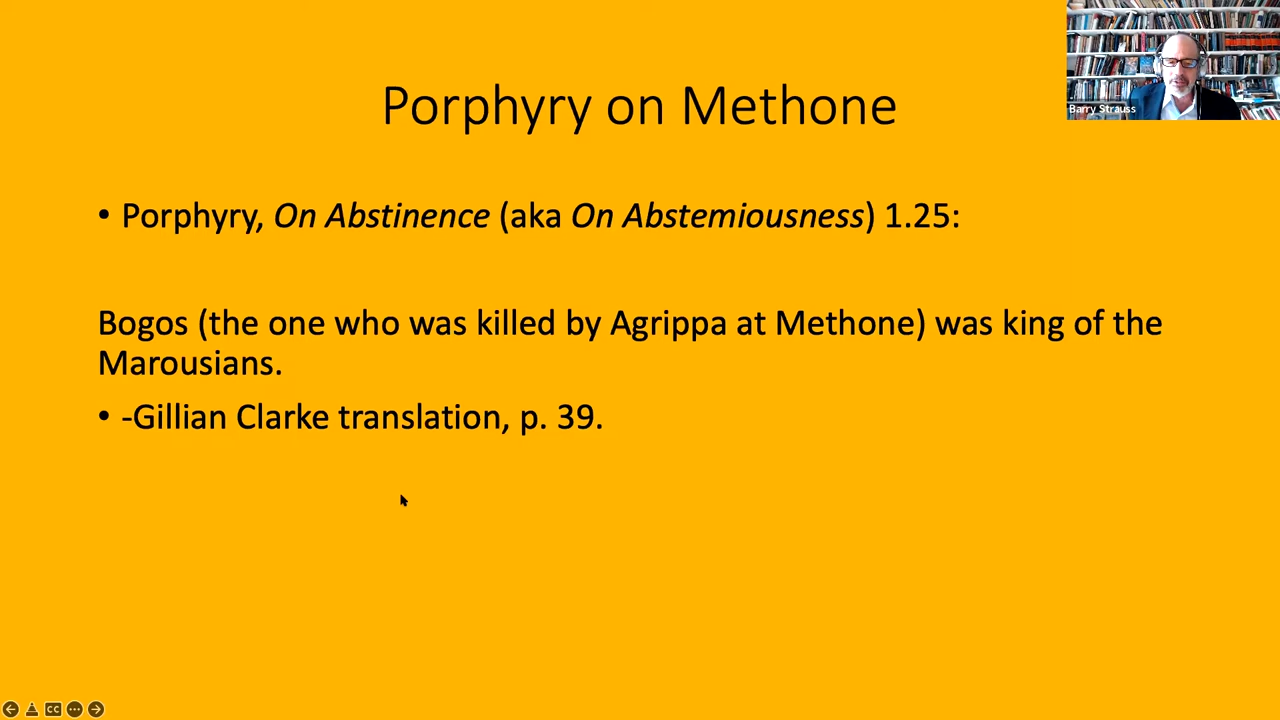 Porphyry on Methone
Barry Strauss
• Porphyry, On Abstinence (aka On Abstemiousness) 1.25:
Bogos (the one who was killed by Agrippa at Methone) was king of the
Marousians.
• -Gillian Clarke translation, p. 39.
CC